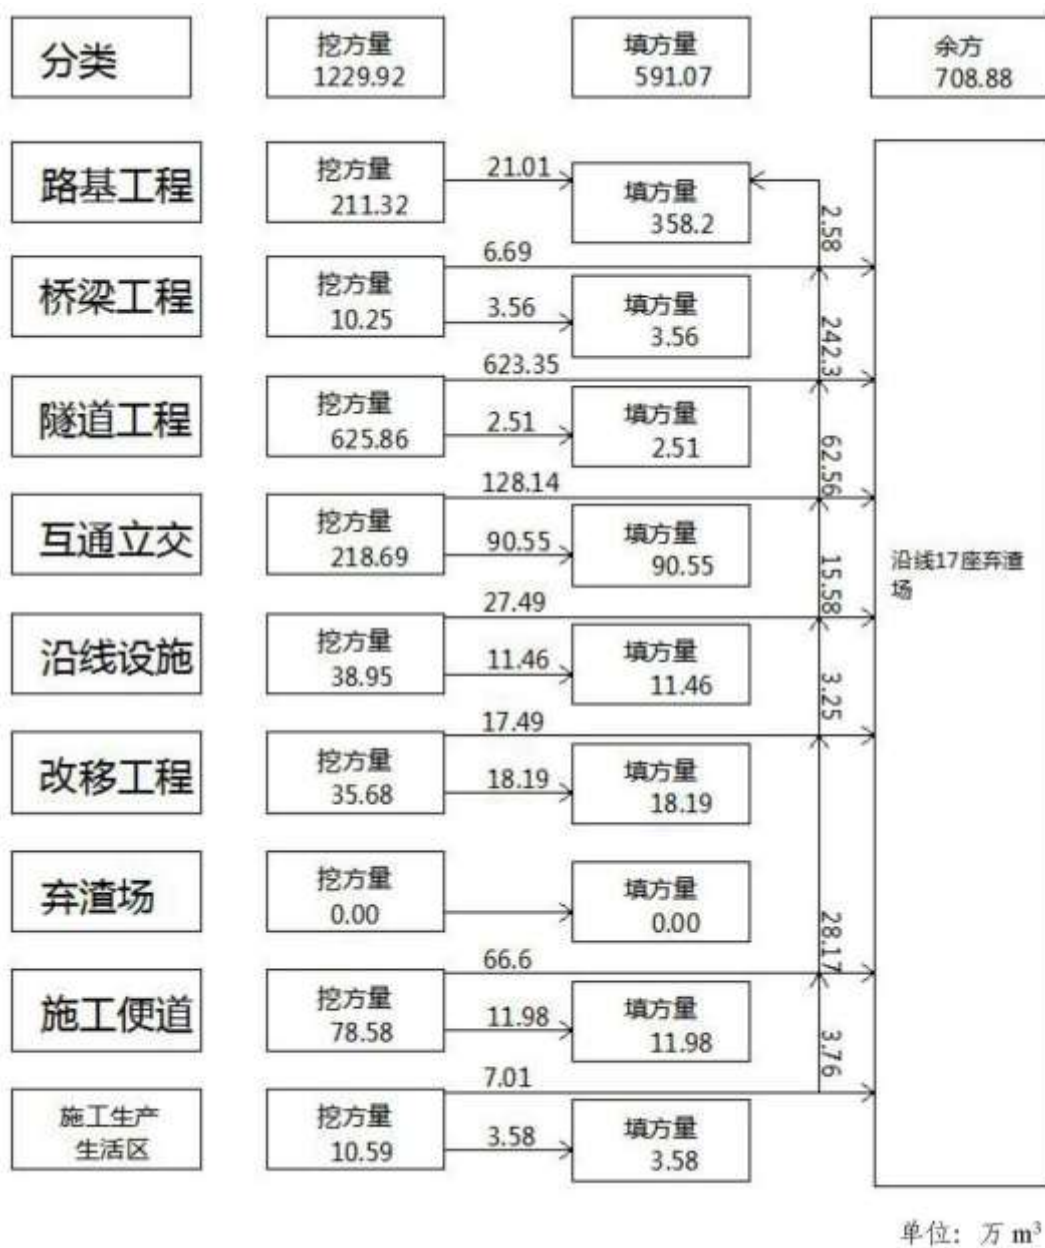 分类
挖方量
1229.92
填方量
591.07
余方
708.88
路基工程
挖方量
211.32
21.01
填方量
358.2
2.58
6.69
桥梁工程
挖方量
10.25
3.56
填方量
3.56
242.3
623.35
隧道工程
挖方量
625.86
2.51
填方量
2.51
62.56
128.14
互通立交
挖方量
218.69
90.55
填方量
90.55
15.58
沿线17座弃渣
场
27.49
沿线设施
挖方量
38.95
11.46
填方量
11.46
3.25
17.49
改移工程
挖方量
35.68
18.19
填方量
18.19
弃渣场
挖方量
0.00
填方量
0.00
28.17
66.6
施工便道
挖方量
78.58
11.98
填方量
11.98
3.76
7.01
施工生产
生活区
挖方量
10.59
3.58
填方量
3.58
单位：万 m³